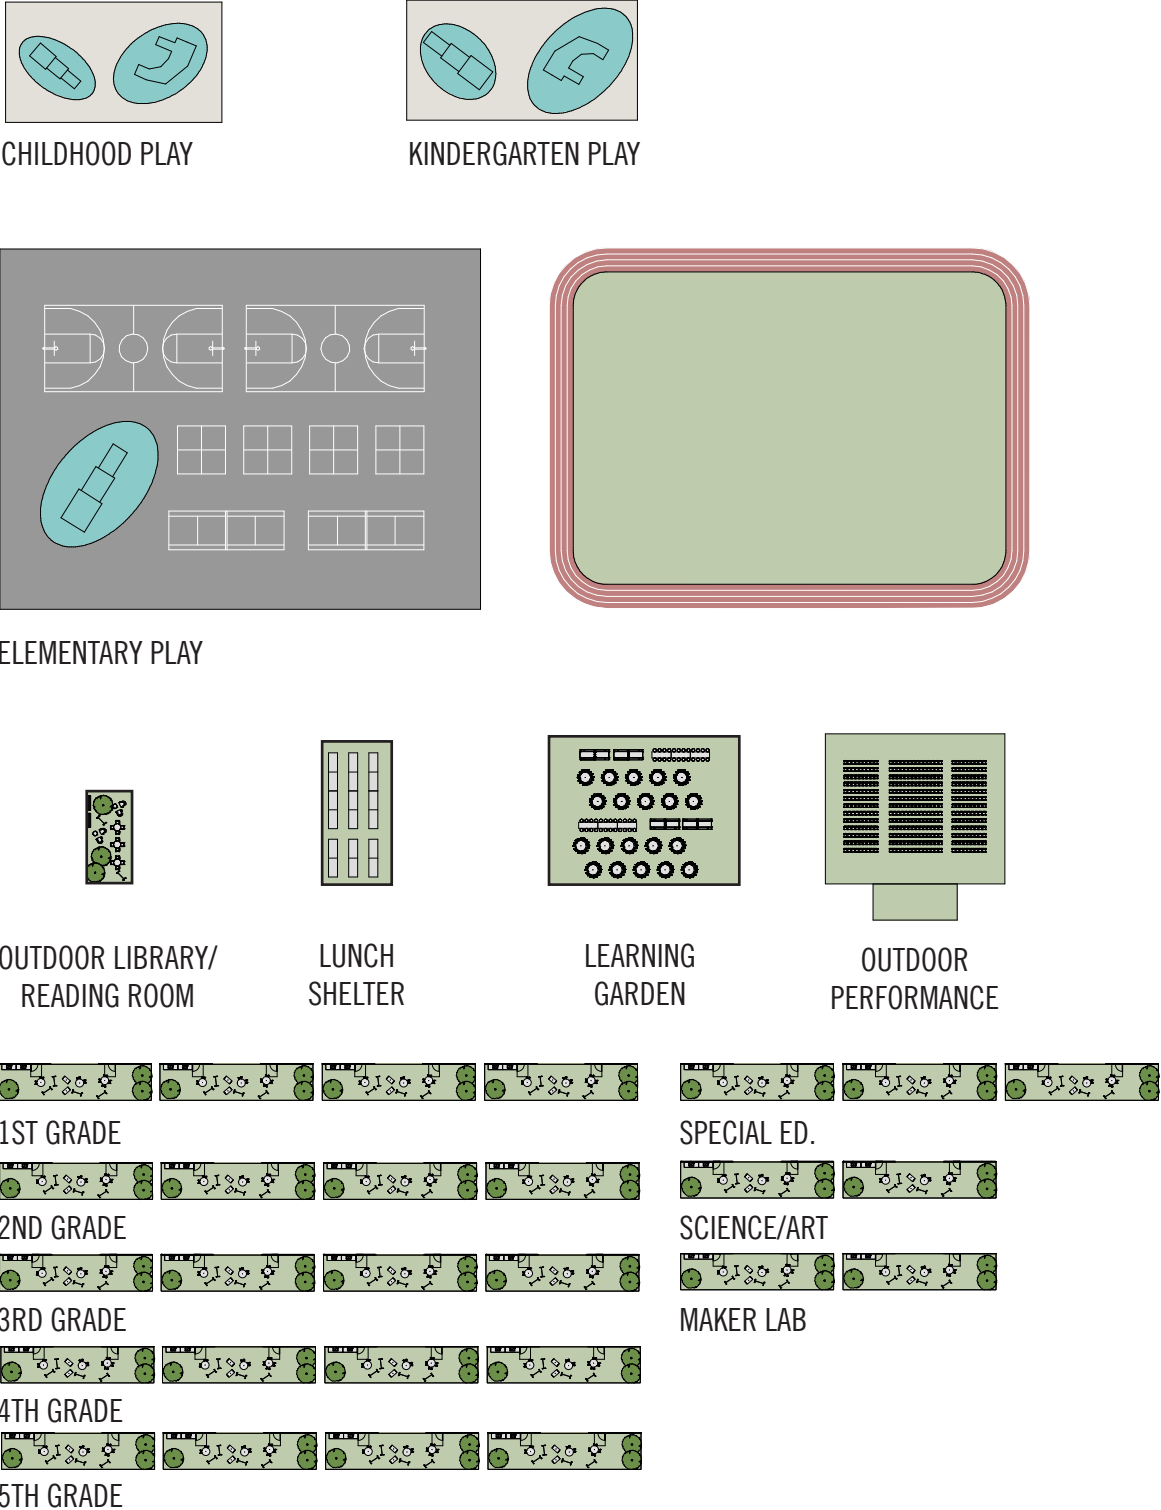 CHILDHOOD PLAY
KINDERGARTEN PLAY
ELEMENTARY PLAY
OUTDOOR LIBRARY/
READING ROOM
LUNCH
SHELTER
LEARNING
GARDEN
OUTDOOR
PERFORMANCE
1ST GRADE
2ND GRADE
3RD GRADE
4TH GRADE
5TH GRADE
SPECIAL ED.
SCIENCE/ART
MAKER LAB